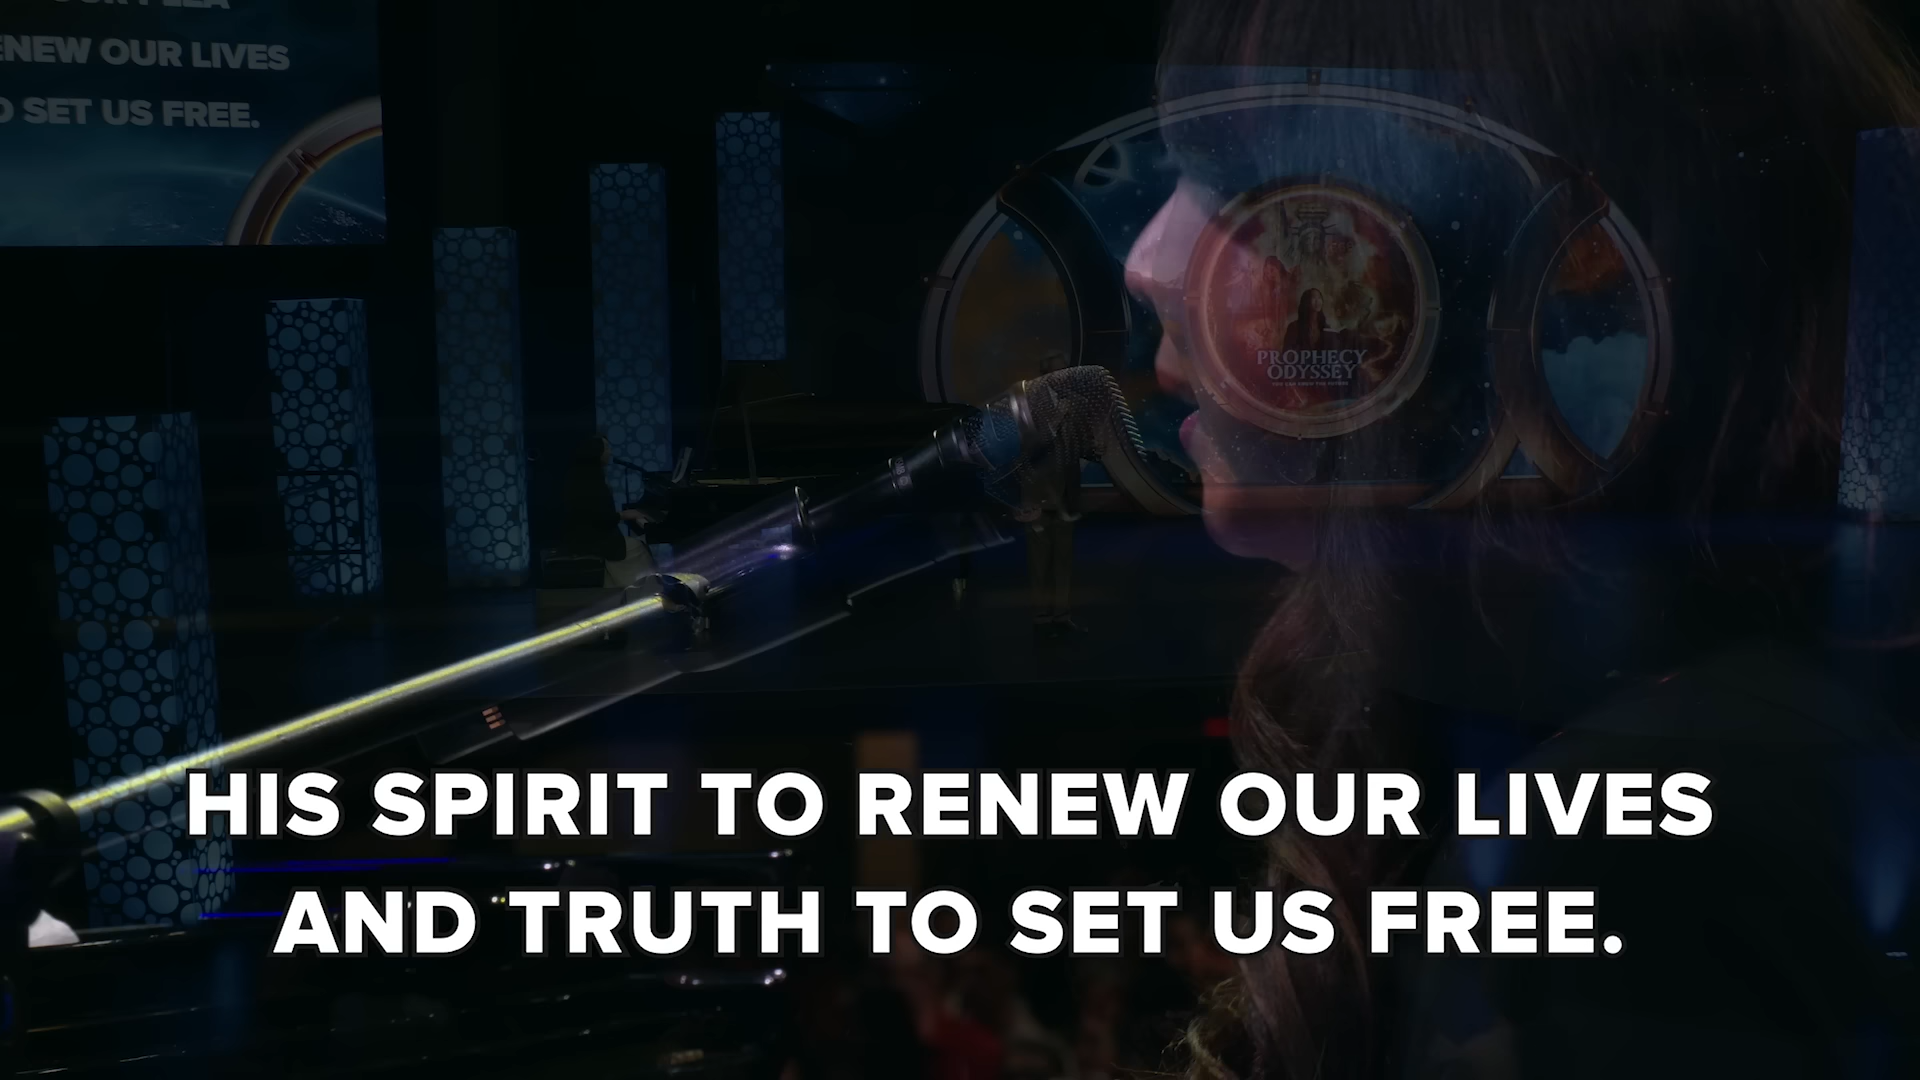 ENEW OUR LIVES
O SET US FREE.
PROPHECY
ODYSSEY
HIS SPIRIT TO RENEW OUR LIVES
AND TRUTH TO SET US FREE.